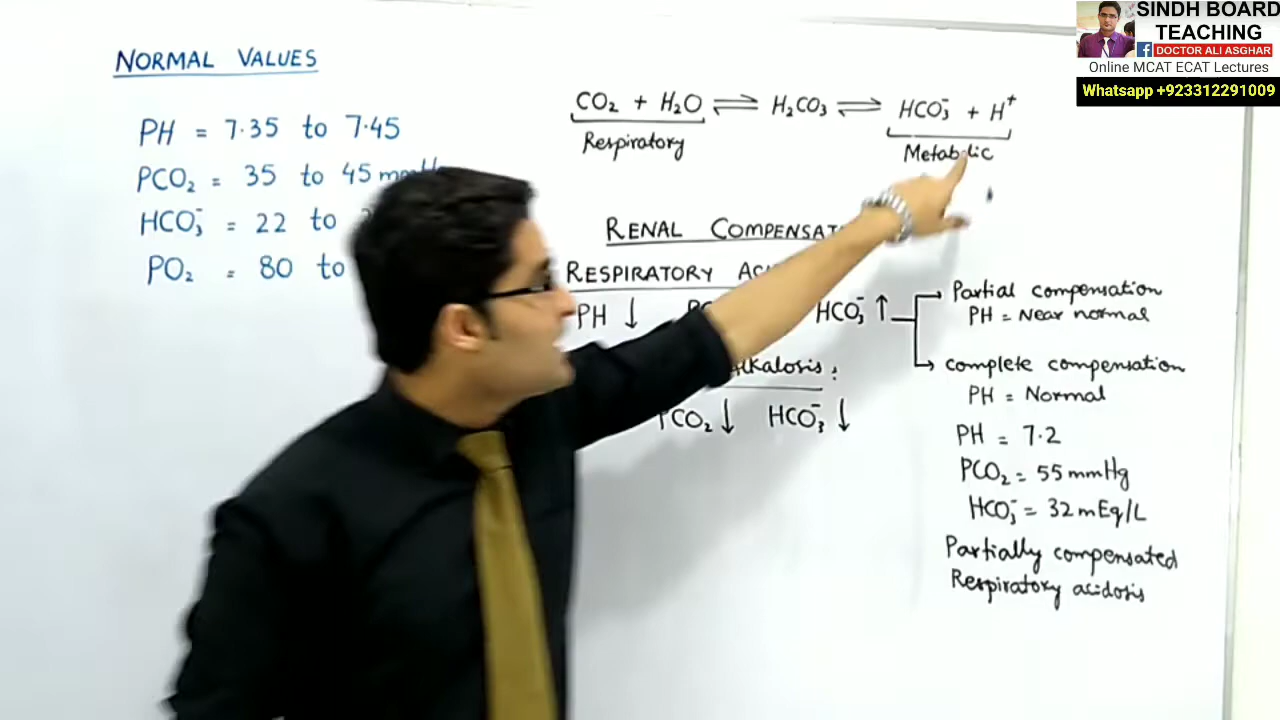 SINDH BOARD
TEACHING
DOCTOR ALI ASGHAR
Online MCAT ECAT Lectures
Whatsapp +923312291009
NORMAL VALUES
PH = 7.35 to 7.45
PCO₂ = 35 to 45
HCO₃⁻ = 22 to
PO₂ = 80 to
CO₂ + H₂O ⇌ H₂CO₃ ⇌ HCO₃⁻ + H⁺
Respiratory
Metabolic
RENAL
RESPIRATORY
PH ↓ HCO₃⁻ ↑
Partial compensation
PH = Near normal
complete compensation
PH = Normal
Alkalosis :
PCO₂ ↓ HCO₃⁻ ↓
PH = 7.2
PCO₂ = 55 mmHg
HCO₃⁻ = 32 mEq/L
Partially compensated
Respiratory acidosis